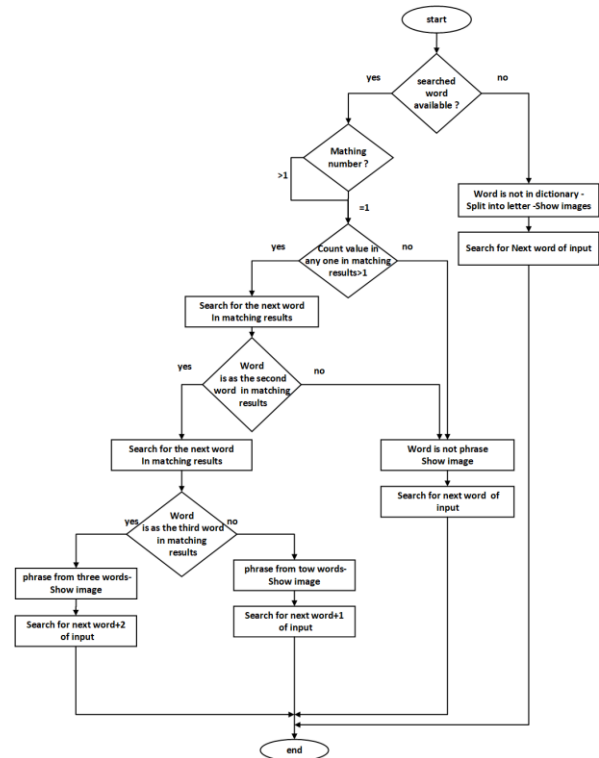 start
yes
no
searched
word
available ?
Mathing
number ?
>1
=1
Word is not in dictionary -
Split into letter -Show images
Search for Next word of input
yes
Count value in
any one in matching
results>1
no
Search for the next word
In matching results
yes
Word
is as the second
word in matching
results
no
Search for the next word
In matching results
Word is not phrase
Show image
Search for next word of
input
yes
Word
is as the third word
in matching
results
no
phrase from three words-
Show image
phrase from tow words-
Show image
Search for next word+2
of input
Search for next word+1
of input
end